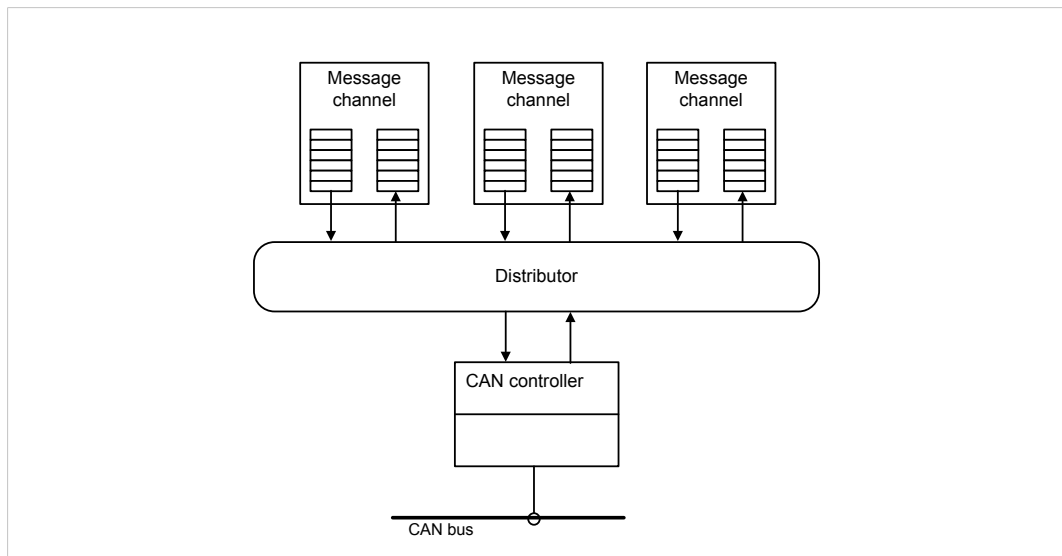 Message
channel
Message
channel
Message
channel
Distributor
CAN controller
CAN bus